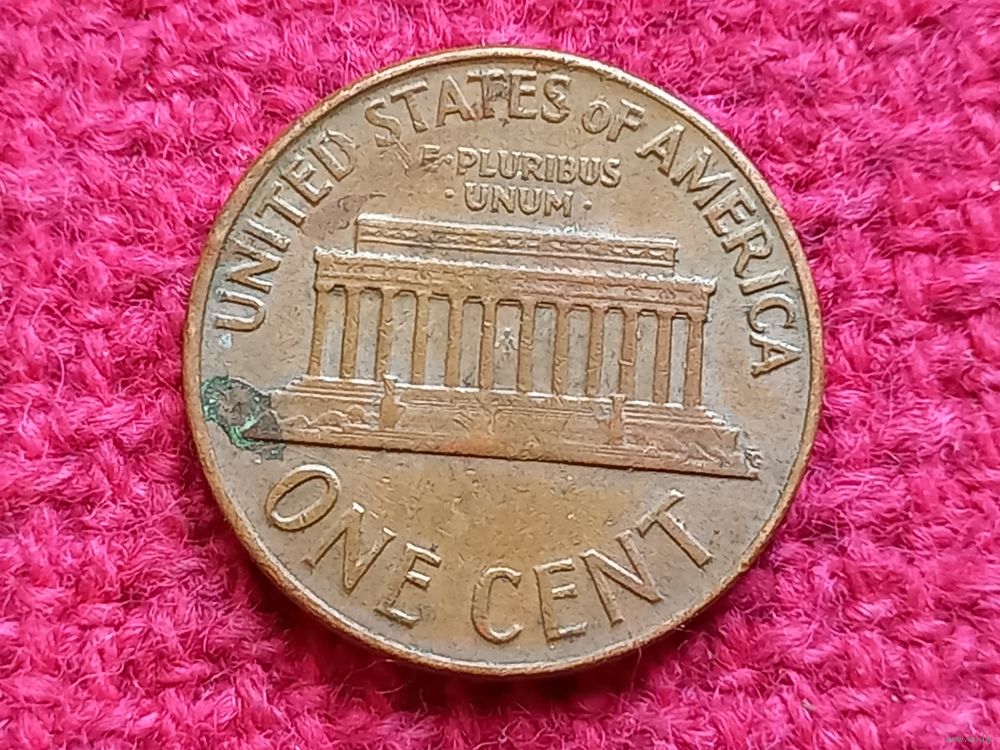 UNITED STATES OF AMERICA
E·PLURIBUS
·UNUM·
ONE CENT